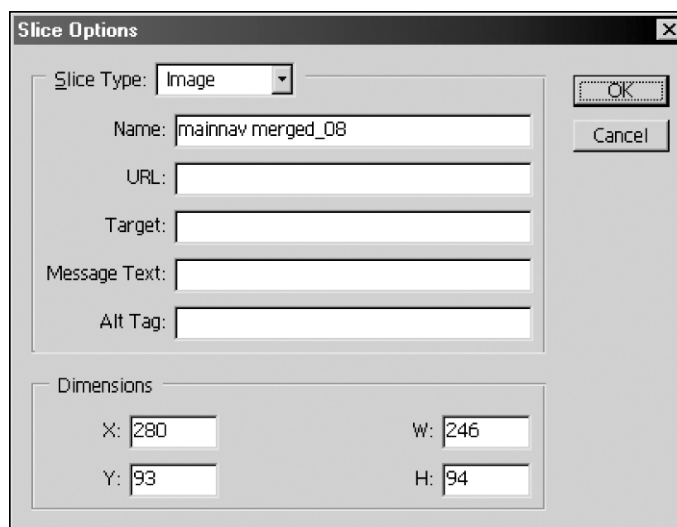 Slice Options
Slice Type: Image
OK
Name: mainnav merged_08
Cancel
URL:
Target:
Message Text:
Alt Tag:
Dimensions
X: 280 W: 246
Y: 93 H: 94